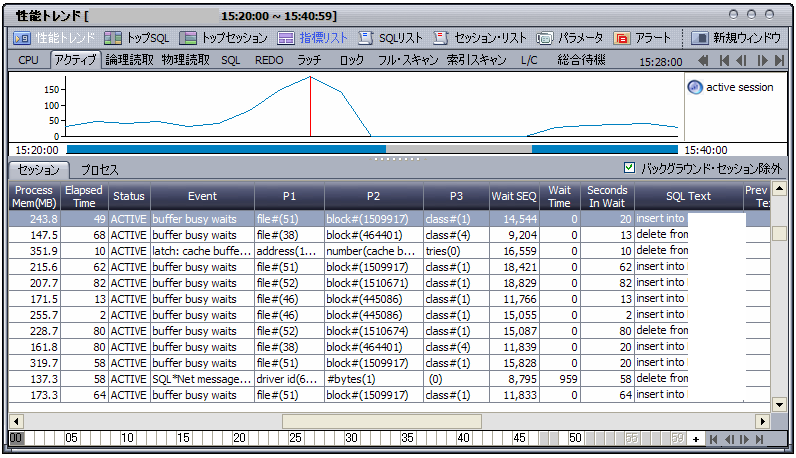 性能トレンド [ 15:20:00 ~ 15:40:59]
性能トレンド トップSQL トップセッション 指標リスト SQLリスト セッション・リスト パラメータ アラート 新規ウィンドウ
CPU アクティブ 論理読取 物理読取 SQL REDO ラッチ ロック フル・スキャン 索引スキャン L/C 総合待機 15:28:00
150
100
50
0
active session
15:20:00 15:40:00
セッション プロセス バックグラウンド・セッション除外
Process Mem(MB) Elapsed Time Status Event P1 P2 P3 Wait SEQ Wait Time Seconds In Wait SQL Text Prev Te
243.8 49 ACTIVE buffer busy waits file#(51) block#(1509917) class#(1) 14,544 0 20 insert into
147.5 68 ACTIVE buffer busy waits file#(38) block#(464401) class#(4) 9,204 0 13 delete from
351.9 10 ACTIVE latch: cache buffe... address(1... number(cache b... tries(0) 16,559 0 10 insert into
215.6 62 ACTIVE buffer busy waits file#(51) block#(1509917) class#(1) 18,421 0 62 insert into
207.7 82 ACTIVE buffer busy waits file#(52) block#(1510671) class#(1) 18,829 0 82 insert into
171.5 13 ACTIVE buffer busy waits file#(46) block#(445086) class#(1) 11,766 0 13 insert into
255.7 2 ACTIVE buffer busy waits file#(46) block#(445086) class#(1) 15,055 0 2 insert into
228.7 80 ACTIVE buffer busy waits file#(52) block#(1510674) class#(1) 15,087 0 80 delete from
161.8 80 ACTIVE buffer busy waits file#(38) block#(464401) class#(4) 11,839 0 20 insert into
319.7 58 ACTIVE buffer busy waits file#(51) block#(1509917) class#(1) 15,828 0 20 insert into
137.3 58 ACTIVE SQL*Net message... driver id(6... #bytes(1) (0) 8,795 959 58 delete from
173.3 64 ACTIVE buffer busy waits file#(51) block#(1509917) class#(1) 11,833 0 64 insert into
00 05 10 15 20 25 30 35 40 45 50 55 59 +